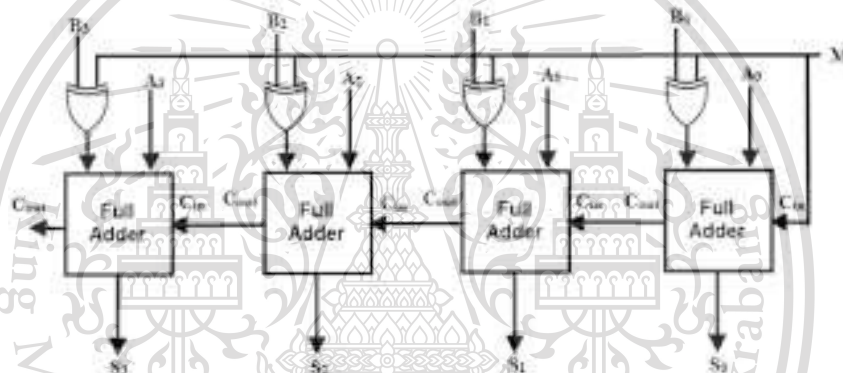 B3
B2
B1
B0
A3
A2
A1
A0
Cout
Full Adder
Cin
Cout
Full Adder
Cin
Cout
Full Adder
Cin
Cout
Full Adder
Cin
S3
S2
S1
S0